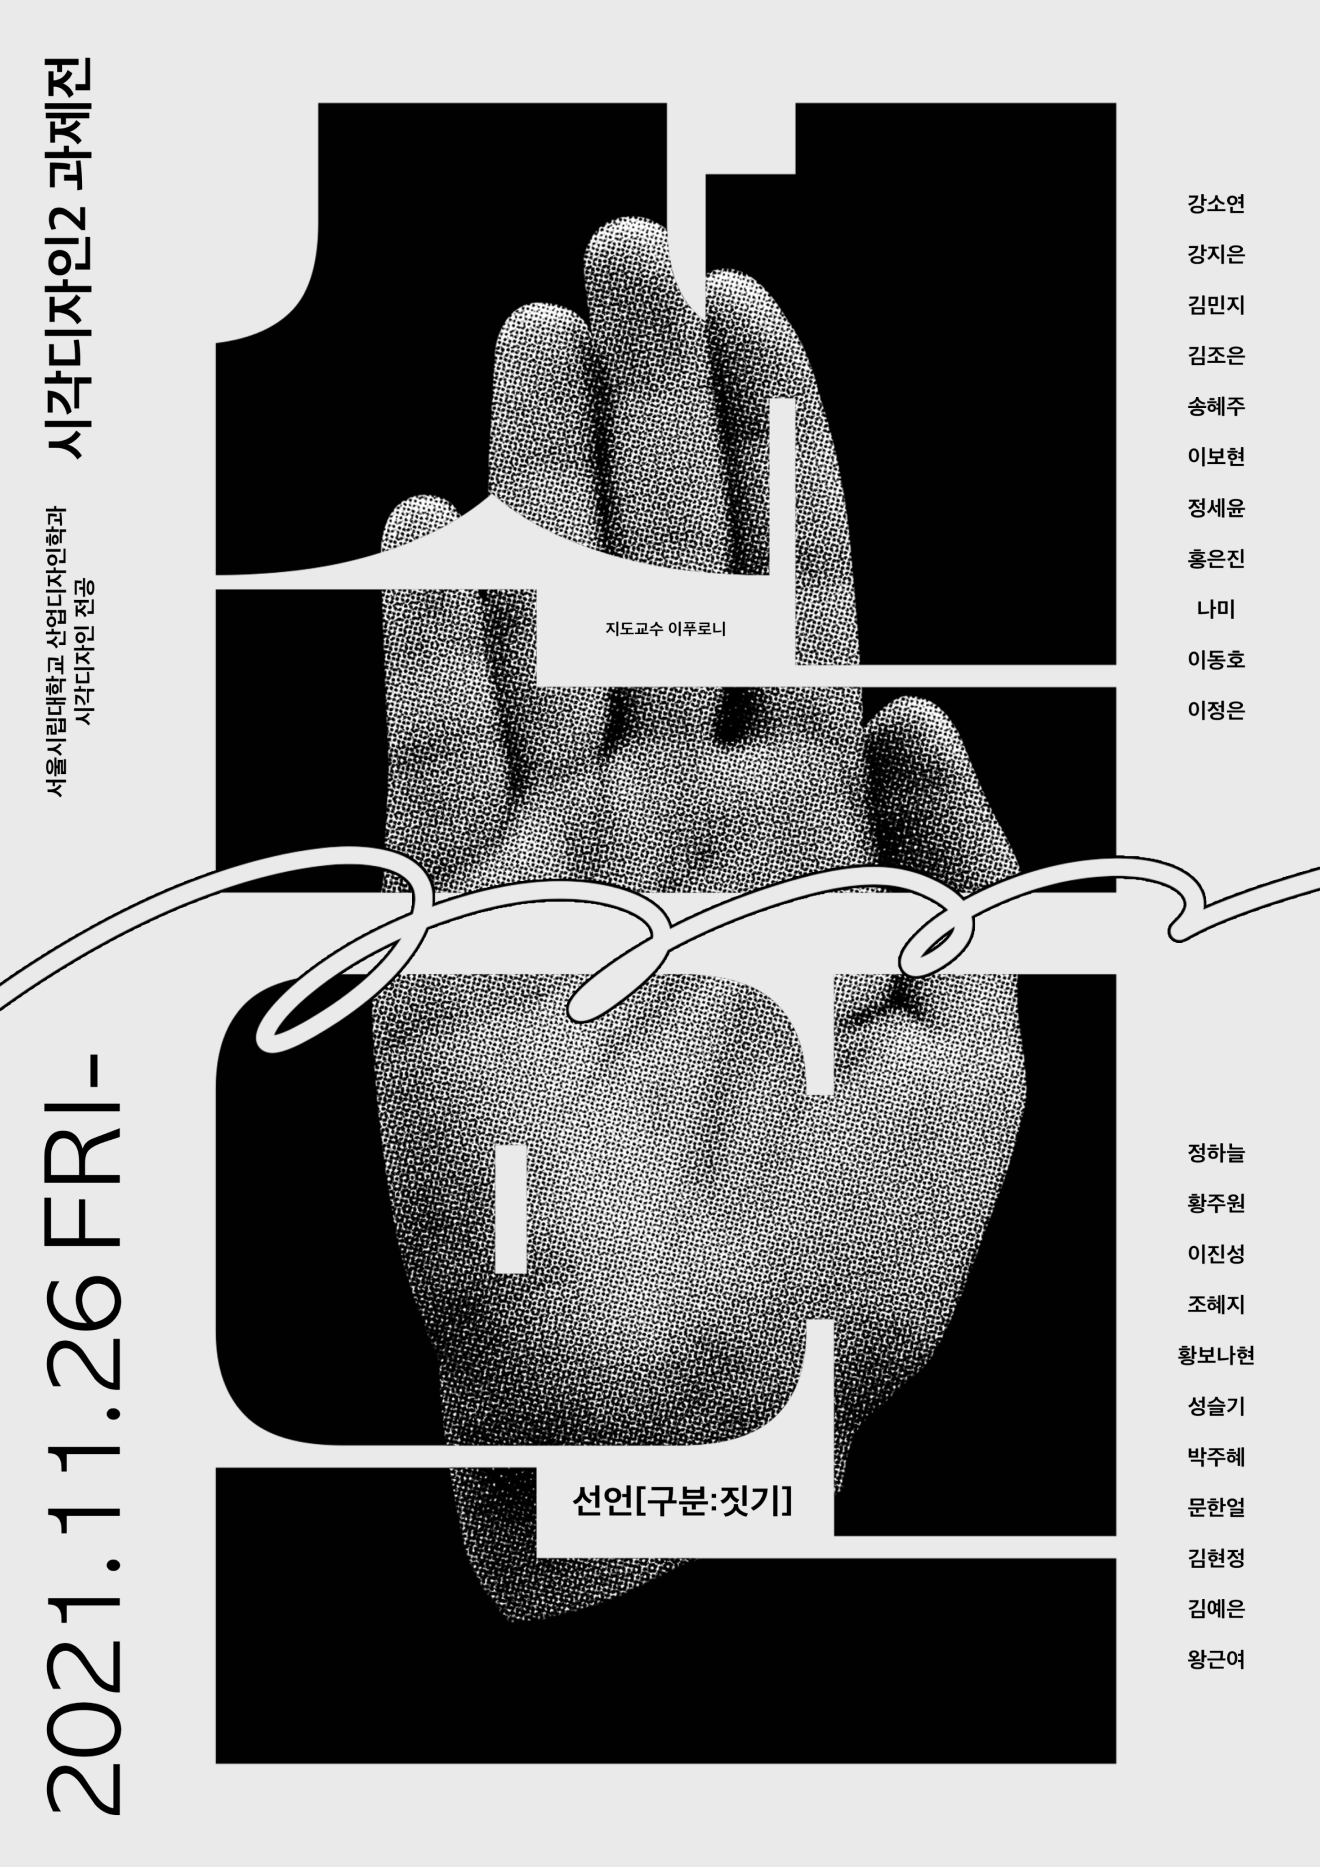 시각디자인2 과제전
서울시립대학교 산업디자인학과
시각디자인 전공
2021.11.26 FRI-
선언
지도교수 이푸로니
선언[구분:짓기]
강소연
강지은
김민지
김조은
송혜주
이보현
정세윤
홍은진
나미
이동호
이정은
정하늘
황주원
이진성
조혜지
황보나현
성슬기
박주혜
문한얼
김현정
김예은
왕근여